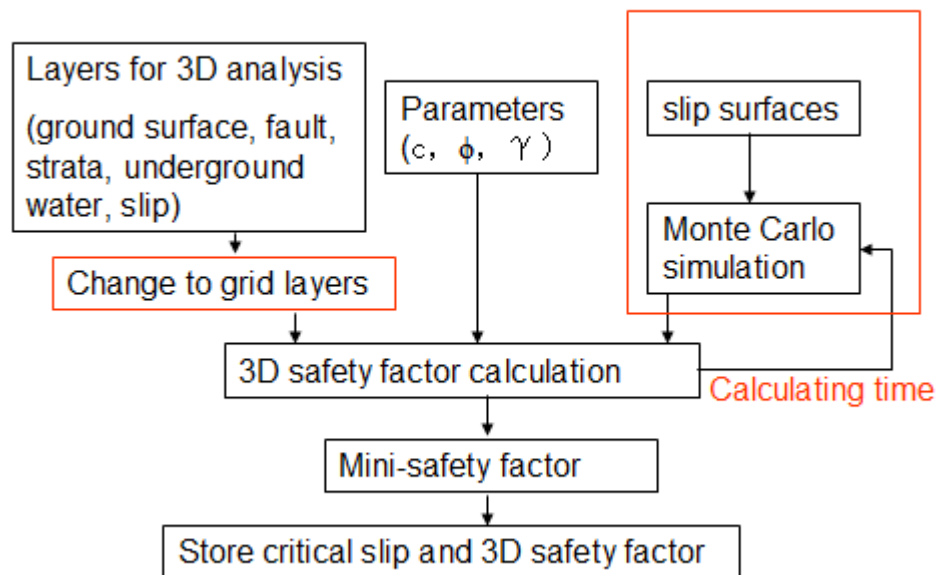 Layers for 3D analysis
(ground surface, fault,
strata, underground
water, slip)
Parameters
(c, ϕ, γ)
slip surfaces
Monte Carlo
simulation
Change to grid layers
3D safety factor calculation
Calculating time
Mini-safety factor
Store critical slip and 3D safety factor